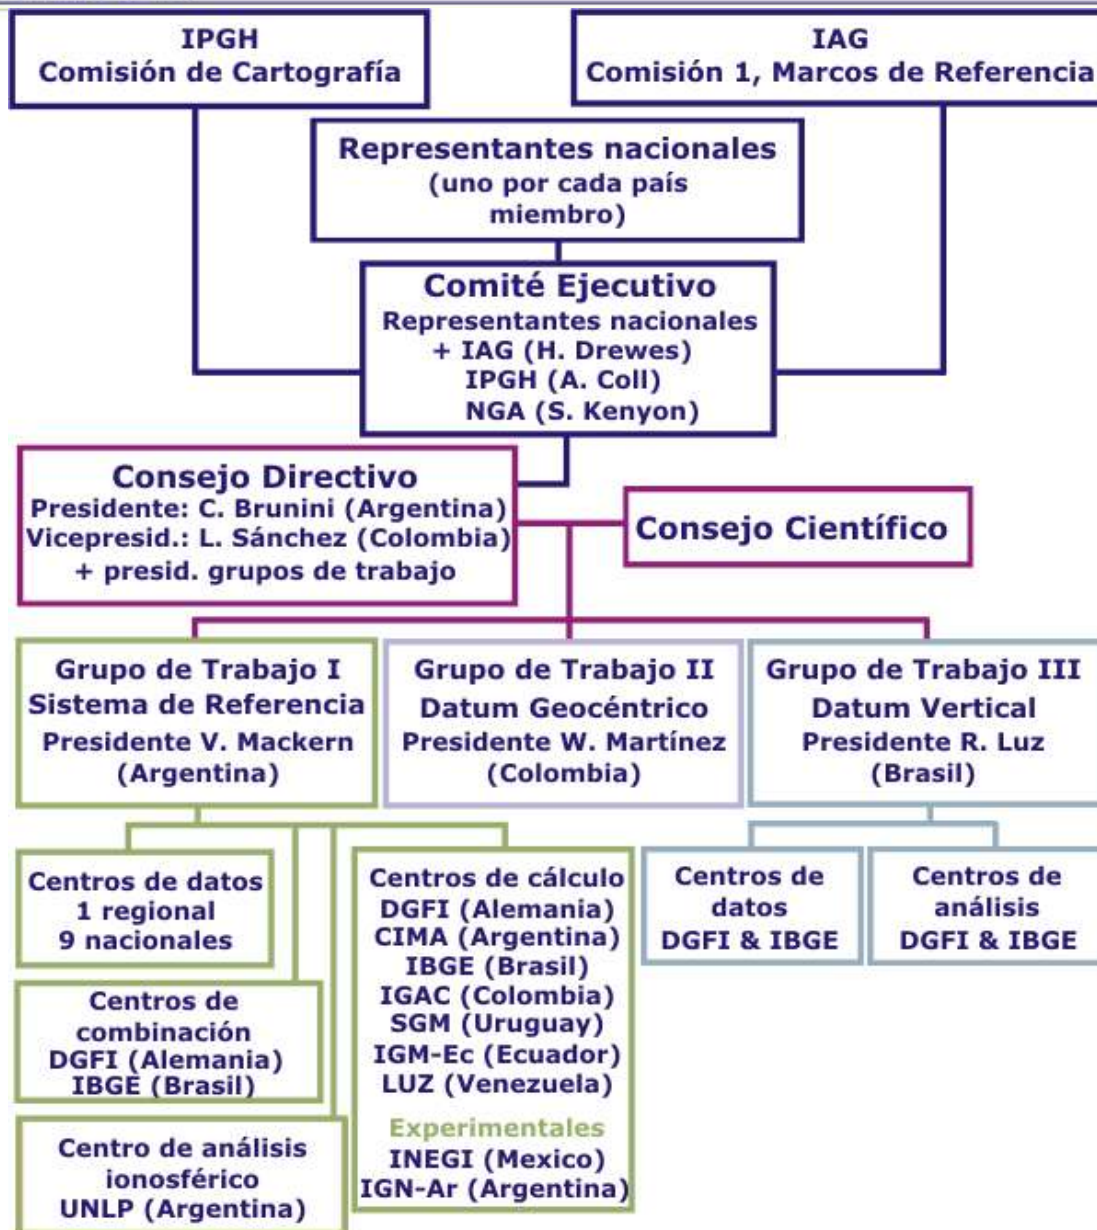 IPGH
Comisión de Cartografía
IAG
Comisión 1, Marcos de Referencia
Representantes nacionales
(uno por cada país
miembro)
Comité Ejecutivo
Representantes nacionales
+ IAG (H. Drewes)
IPGH (A. Coll)
NGA (S. Kenyon)
Consejo Directivo
Presidente: C. Brunini (Argentina)
Vicepresid.: L. Sánchez (Colombia)
+ presid. grupos de trabajo
Consejo Científico
Grupo de Trabajo I
Sistema de Referencia
Presidente V. Mackern
(Argentina)
Grupo de Trabajo II
Datum Geocéntrico
Presidente W. Martínez
(Colombia)
Grupo de Trabajo III
Datum Vertical
Presidente R. Luz
(Brasil)
Centros de datos
1 regional
9 nacionales
Centros de
combinación
DGFI (Alemania)
IBGE (Brasil)
Centro de análisis
ionosférico
UNLP (Argentina)
Centros de cálculo
DGFI (Alemania)
CIMA (Argentina)
IBGE (Brasil)
IGAC (Colombia)
SGM (Uruguay)
IGM-Ec (Ecuador)
LUZ (Venezuela)
Experimentales
INEGI (Mexico)
IGN-Ar (Argentina)
Centros de
datos
DGFI & IBGE
Centros de
análisis
DGFI & IBGE